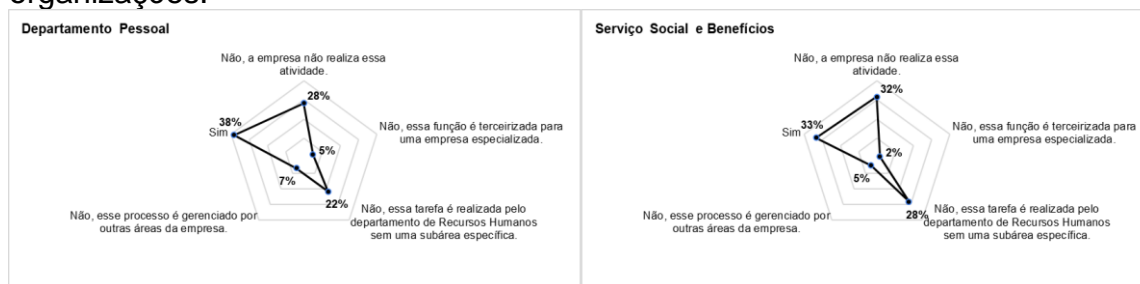 organizações.
Departamento Pessoal
Não, a empresa não realiza essa
atividade.
28%
38%
Sim
Não, essa função é terceirizada para
uma empresa especializada.
5%
7%
22%
Não, esse processo é gerenciado por
outras áreas da empresa.
Não, essa tarefa é realizada pelo
departamento de Recursos Humanos
sem uma subárea específica.
Serviço Social e Benefícios
Não, a empresa não realiza essa
atividade.
32%
33%
Sim
Não, essa função é terceirizada para
uma empresa especializada.
2%
5%
28%
Não, esse processo é gerenciado por
outras áreas da empresa.
Não, essa tarefa é realizada pelo
departamento de Recursos Humanos
sem uma subárea específica.